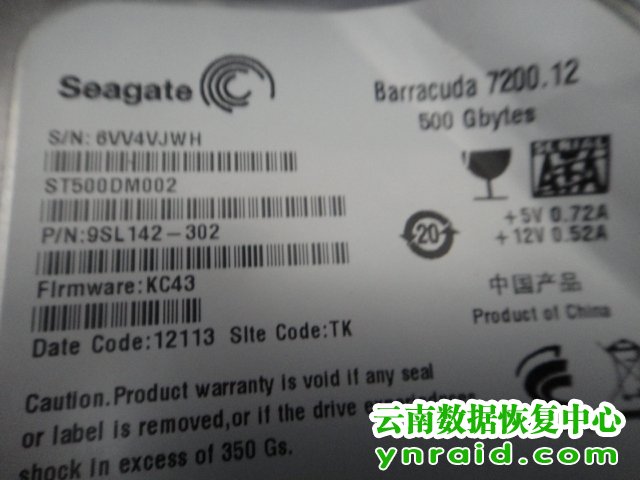 Seagate
Barracuda 7200.12
500 Gbytes
S/N: 6VV4VJWH
ST500DM002
SERIAL
ATA
P/N:9SL142-302
20
+5V 0.72A
+12V 0.52A
Firmware:KC43
中国产品
Product of China
Date Code:12113 Site Code:TK
Caution.Product warranty is void if any seal
or label is removed,or if the drive
shock in excess of 350 Gs.
云南数据恢复中心
ynraid.com